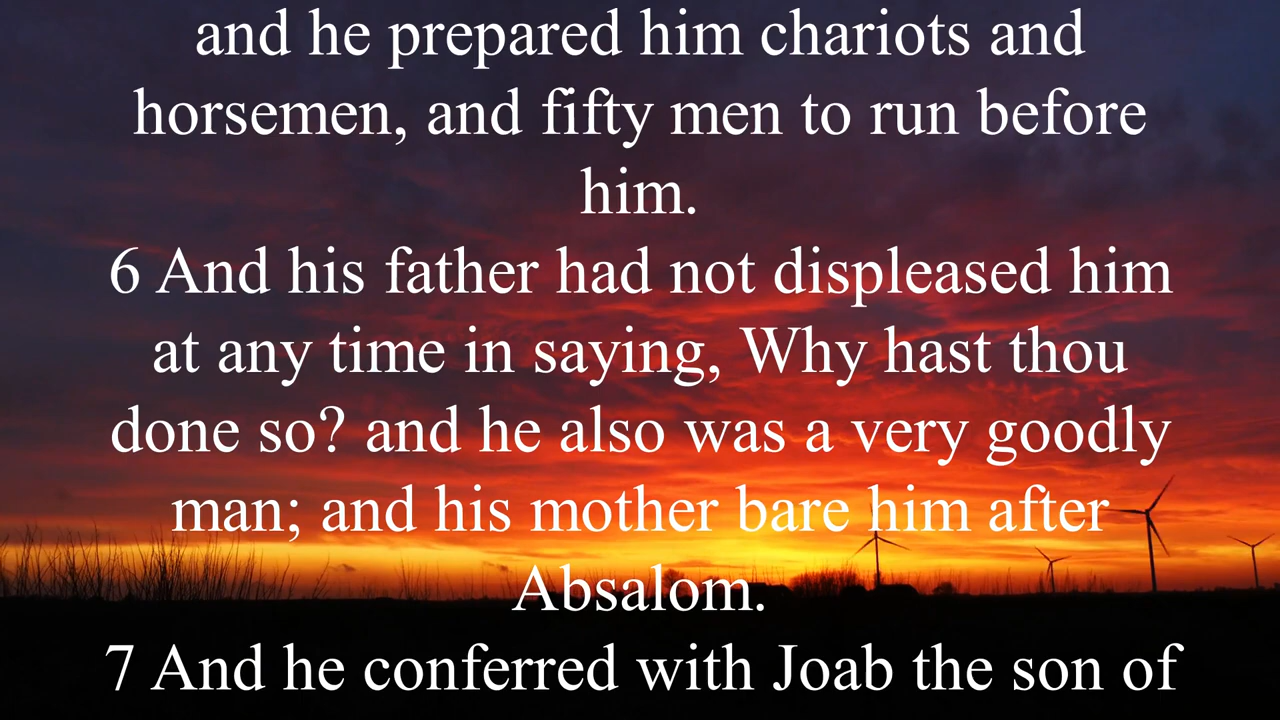 and he prepared him chariots and
horsemen, and fifty men to run before
him.
6 And his father had not displeased him
at any time in saying, Why hast thou
done so? and he also was a very goodly
man; and his mother bare him after
Absalom.
7 And he conferred with Joab the son of